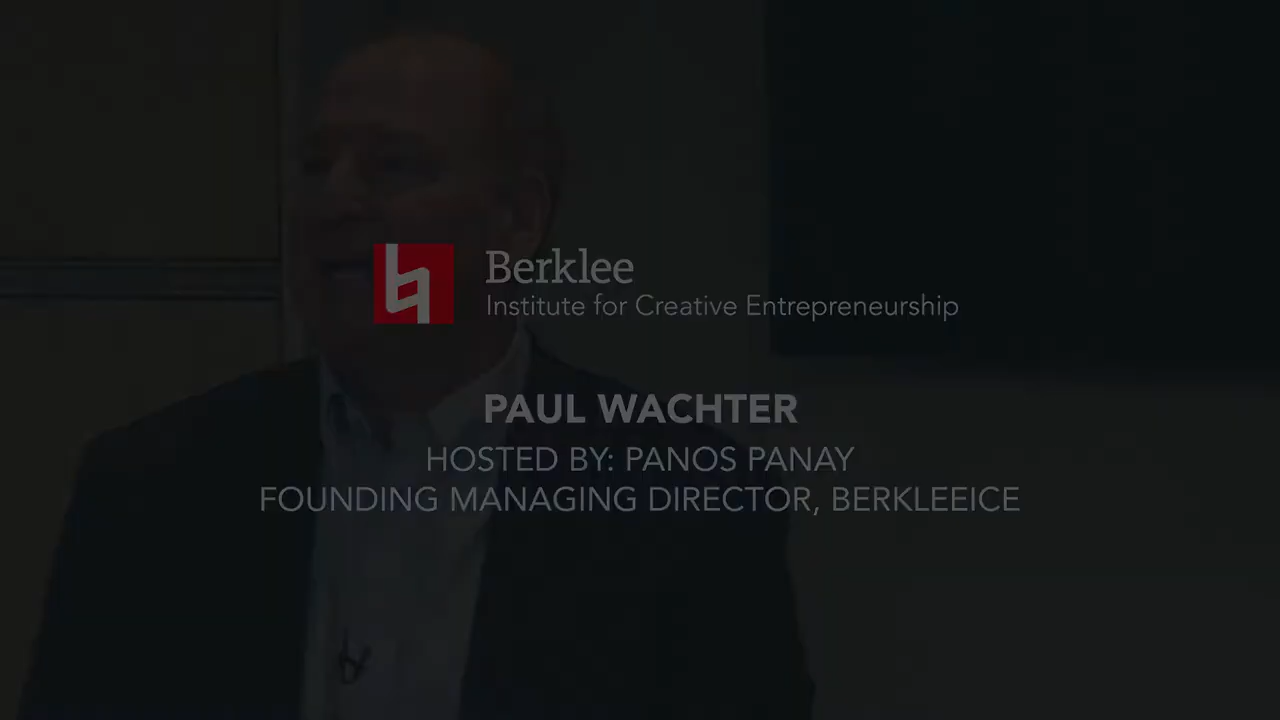 Berklee
Institute for Creative Entrepreneurship
PAUL WACHTER
HOSTED BY: PANOS PANAY
FOUNDING MANAGING DIRECTOR, BERKLEEICE